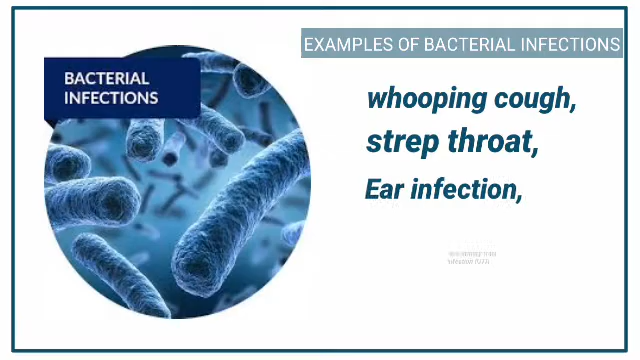 BACTERIAL
INFECTIONS
EXAMPLES OF BACTERIAL INFECTIONS
whooping cough,
strep throat,
Ear infection,